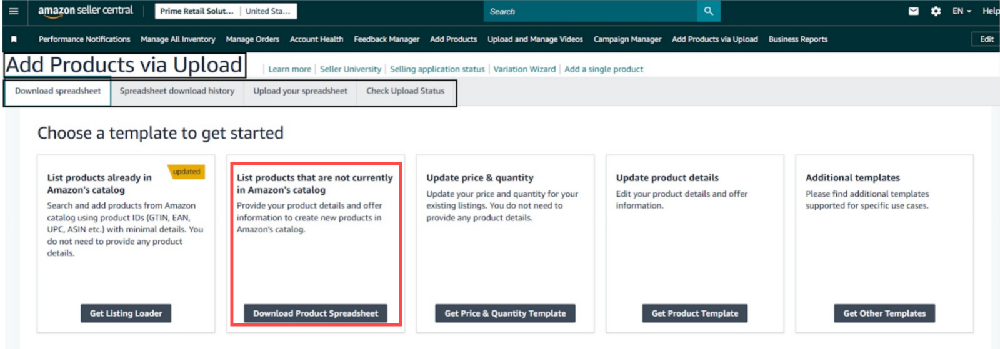 amazon seller central
Prime Retail Solut... | United Sta...
Search
EN
Help
Performance Notifications Manage All Inventory Manage Orders Account Health Feedback Manager Add Products Upload and Manage Videos Campaign Manager Add Products via Upload Business Reports
Edit
Add Products via Upload
Learn more | Seller University | Selling application status | Variation Wizard | Add a single product
Download spreadsheet Spreadsheet download history Upload your spreadsheet Check Upload Status
Choose a template to get started
updated
List products already in
Amazon's catalog
Search and add products from Amazon
catalog using product IDs (GTIN, EAN,
UPC, ASIN etc.) with minimal details. You
do not need to provide any product
details.
Get Listing Loader
List products that are not currently
in Amazon's catalog
Provide your product details and offer
information to create new products in
Amazon's catalog.
Download Product Spreadsheet
Update price & quantity
Update your price and quantity for your
existing listings. You do not need to
provide any product details.
Get Price & Quantity Template
Update product details
Edit your product details and offer
information.
Get Product Template
Additional templates
Please find additional templates
supported for specific use cases.
Get Other Templates